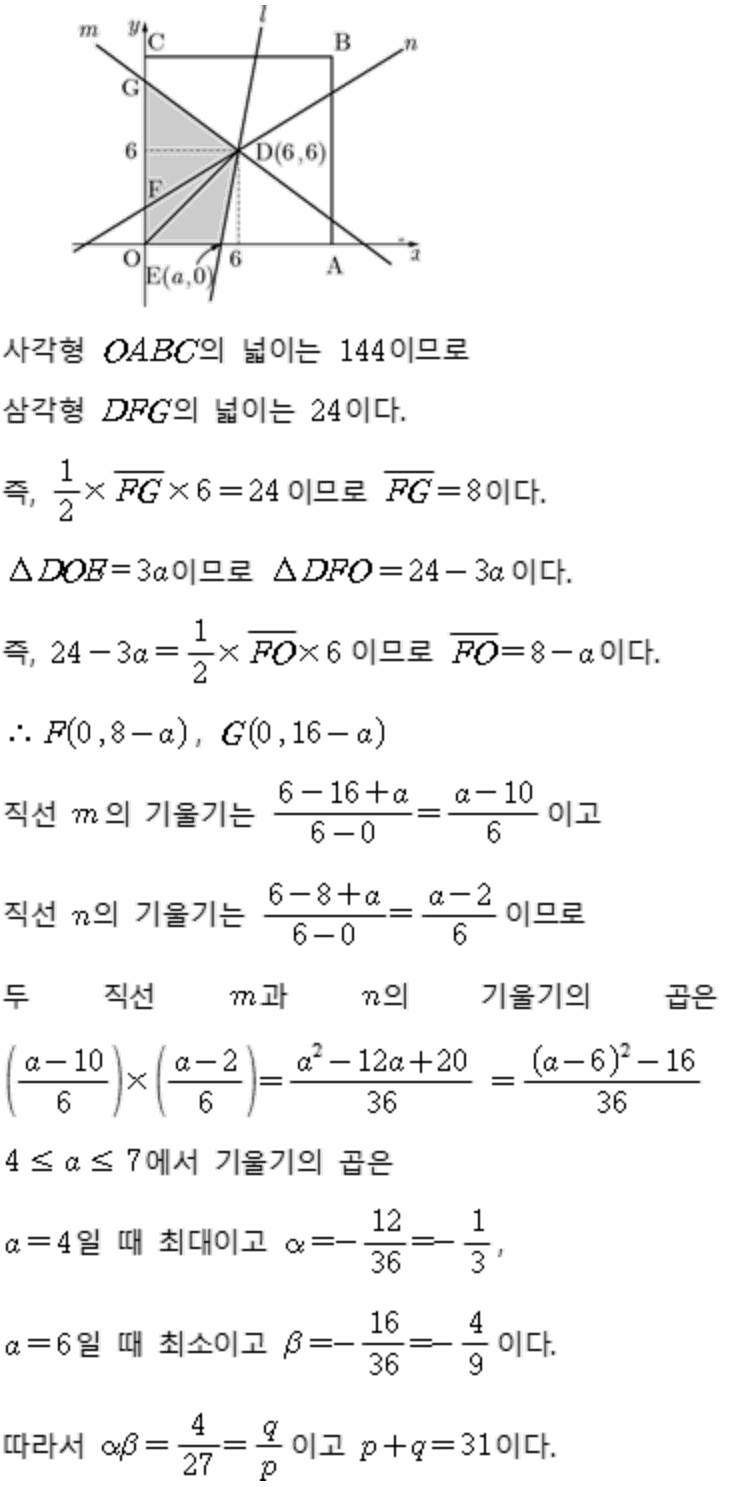 m y C l B n
G
6 D(6,6)
F
O E(a,0) 6 A x
사각형 OABC의 넓이는 144이므로
삼각형 DFG의 넓이는 24이다.
즉, 1/2 × F̅G̅ × 6 = 24 이므로 F̅G̅ = 8이다.
△DOE = 3a이므로 △DFO = 24 − 3a 이다.
즉, 24 − 3a = 1/2 × F̅O̅ × 6 이므로 F̅O̅ = 8 − a이다.
∴ F(0, 8 − a), G(0, 16 − a)
직선 m의 기울기는 (6 − 16 + a)/(6 − 0) = (a − 10)/6 이고
직선 n의 기울기는 (6 − 8 + a)/(6 − 0) = (a − 2)/6 이므로
두 직선 m과 n의 기울기의 곱은
((a − 10)/6) × ((a − 2)/6) = (a² − 12a + 20)/36 = ((a − 6)² − 16)/36
4 ≤ a ≤ 7에서 기울기의 곱은
a = 4일 때 최대이고 α = −12/36 = −1/3,
a = 6일 때 최소이고 β = −16/36 = −4/9 이다.
따라서 αβ = 4/27 = q/p 이고 p + q = 31이다.